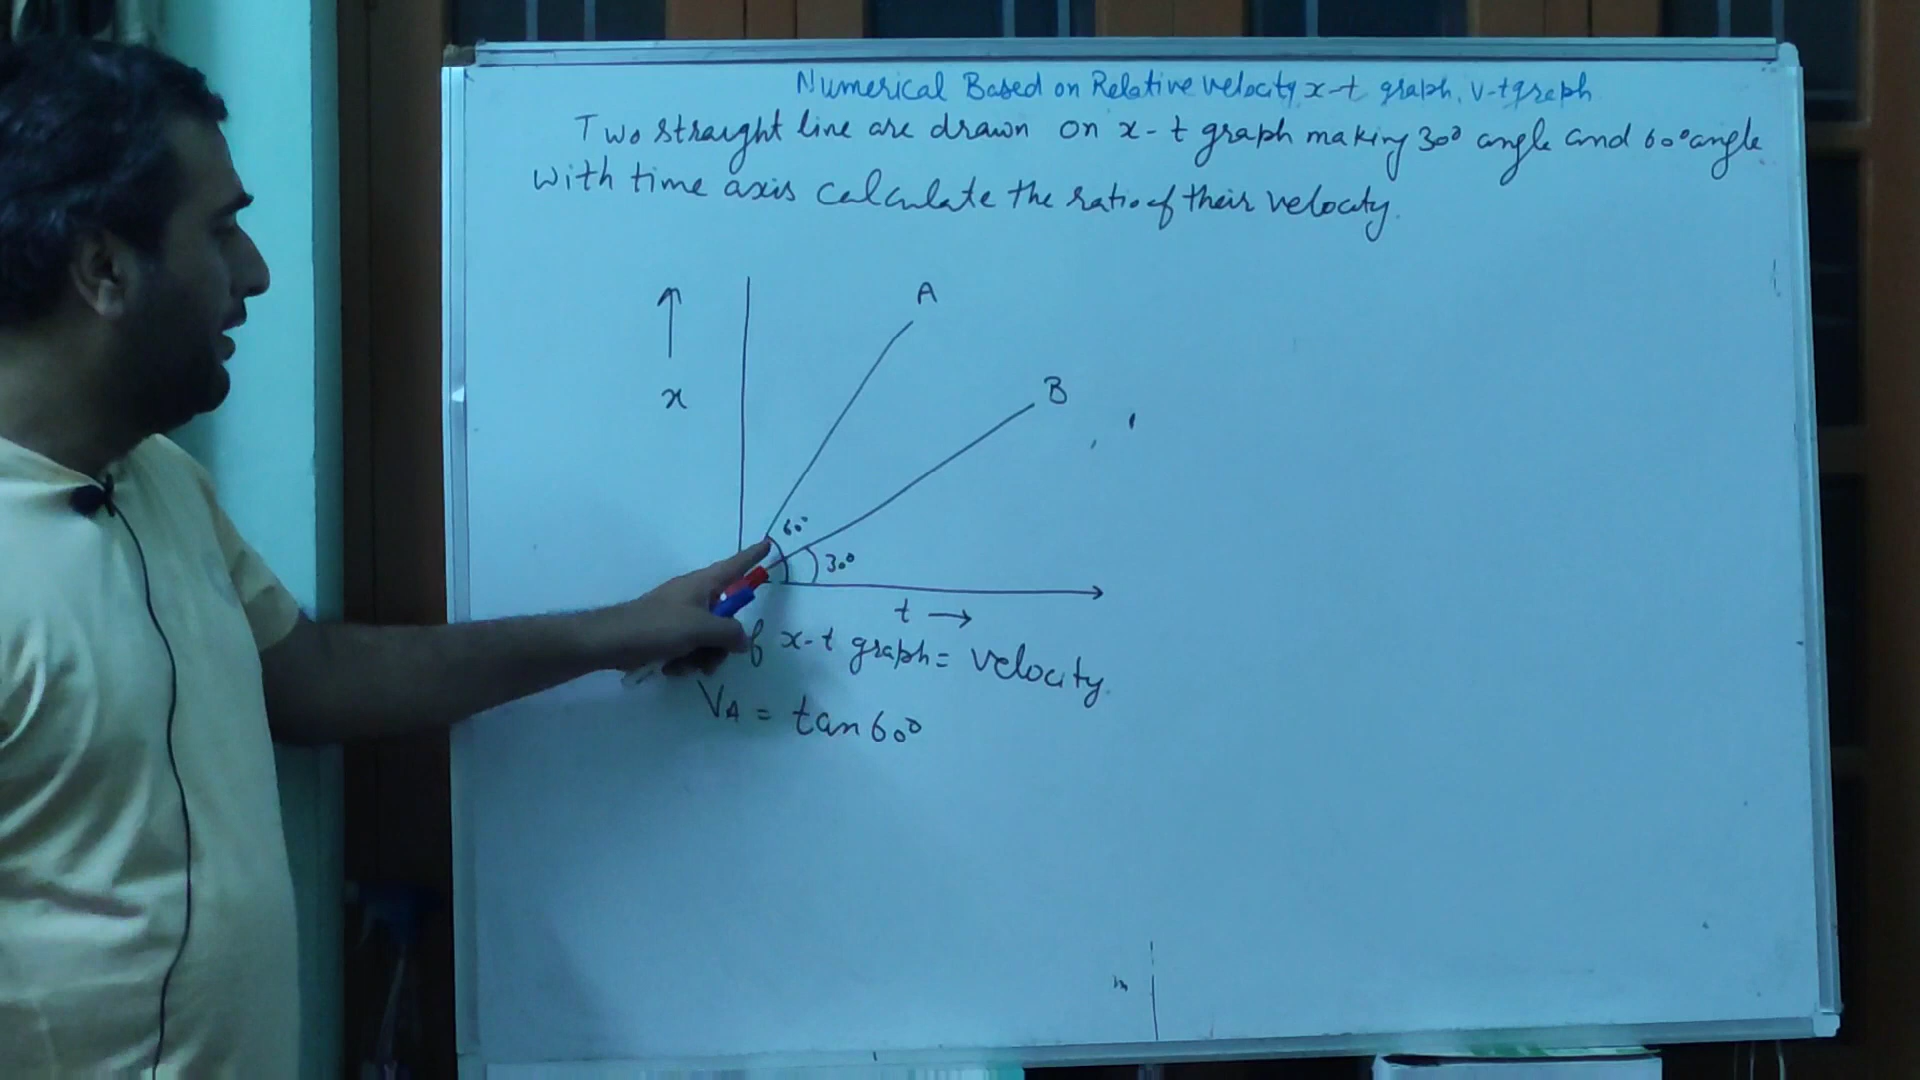 Numerical Based on Relative velocity, x-t graph, v-t graph
Two straight line are drawn on x-t graph making 30° angle and 60° angle
with time axis calculate the ratio of their velocity.
A
B
x
60°
30°
t
x-t graph = velocity.
VA = tan 60°